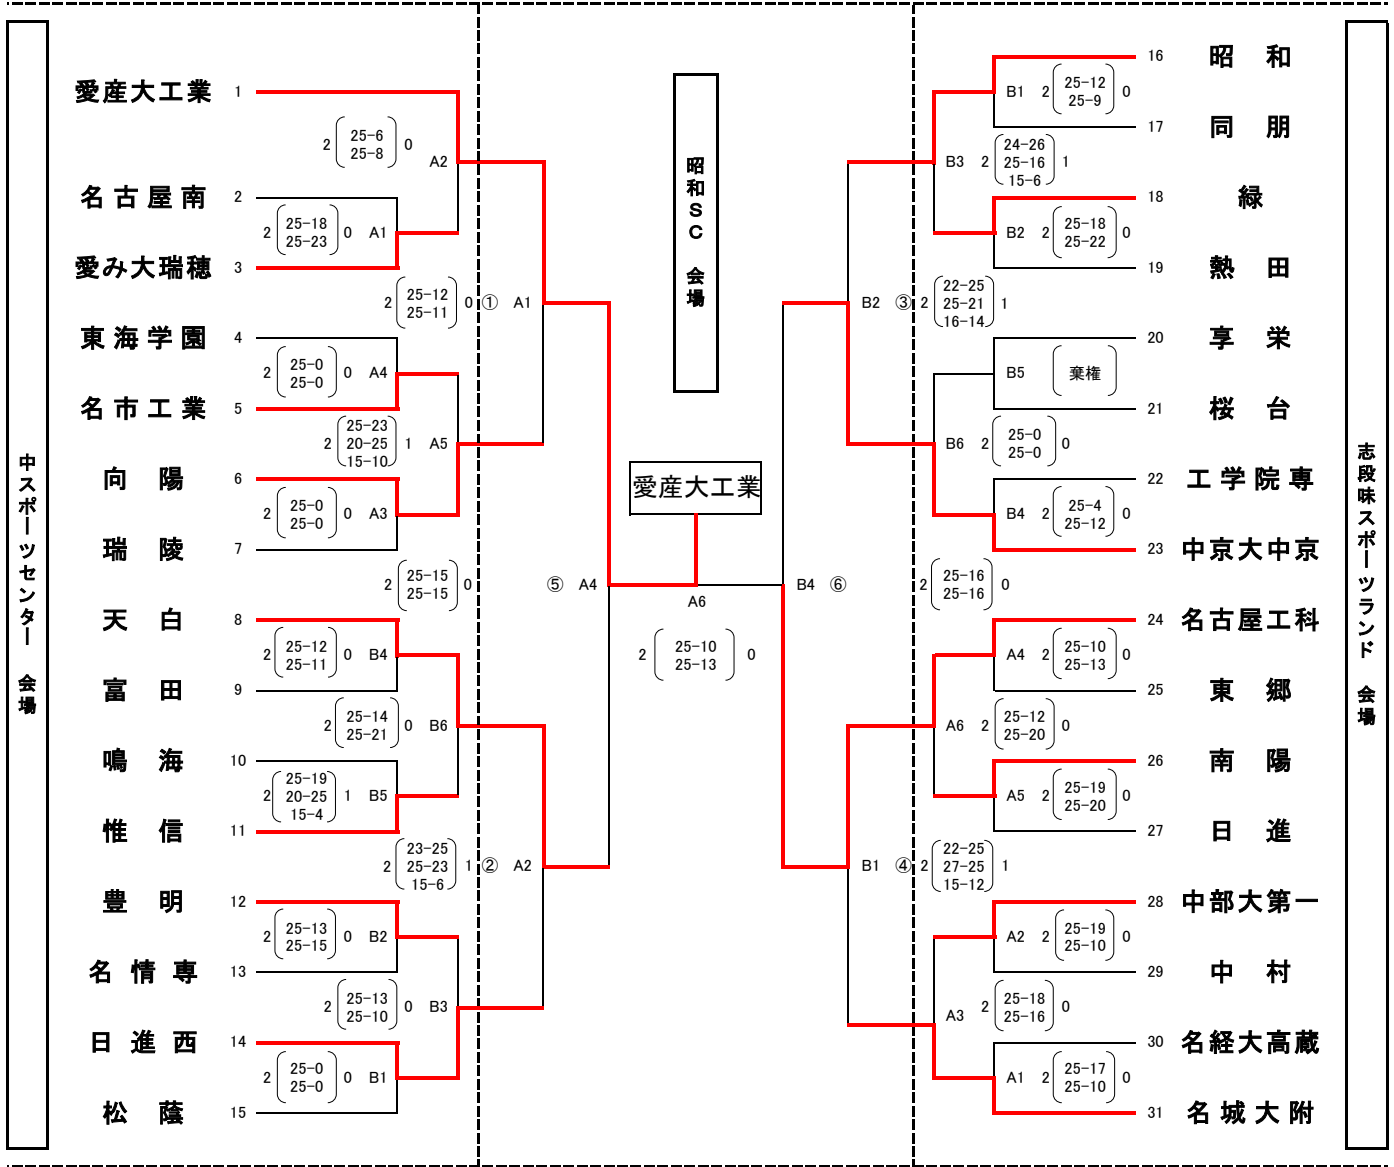 中スポーツセンター 会場
愛産大工業 1
名古屋南 2
愛み大瑞穂 3
東海学園 4
名市工業 5
向陽 6
瑞陵 7
天白 8
富田 9
鳴海 10
惟信 11
豊明 12
名情専 13
日進西 14
松蔭 15
2 25-6 25-8 0 A2
2 25-18 25-23 0 A1
2 25-0 25-0 0 A4
2 25-23 20-25 15-10 1 A5
2 25-0 25-0 0 A3
2 25-12 25-11 0 B4
2 25-14 25-21 0 B6
2 25-19 20-25 15-4 1 B5
2 25-13 25-15 0 B2
2 25-13 25-10 0 B3
2 25-0 25-0 0 B1
2 25-12 25-11 0 ① A1
2 25-15 25-15 0 ⑤ A4
2 23-25 25-23 15-6 1 ② A2
昭和SC 会場
愛産大工業
A6
2 25-10 25-13 0
B2 ③ 2 22-25 25-21 16-14 1
B4 ⑥ 2 25-16 25-16 0
B1 ④ 2 22-25 27-25 15-12 1
B1 2 25-12 25-9 0
B3 2 24-26 25-16 15-6 1
B2 2 25-18 25-22 0
B5 棄権
B6 2 25-0 25-0 0
B4 2 25-4 25-12 0
A4 2 25-10 25-13 0
A6 2 25-12 25-20 0
A5 2 25-19 25-20 0
A2 2 25-19 25-10 0
A3 2 25-18 25-16 0
A1 2 25-17 25-10 0
16 昭和
17 同朋
18 緑
19 熱田
20 享栄
21 桜台
22 工学院専
23 中京大中京
24 名古屋工科
25 東郷
26 南陽
27 日進
28 中部大第一
29 中村
30 名経大高蔵
31 名城大附
志段味スポーツランド 会場